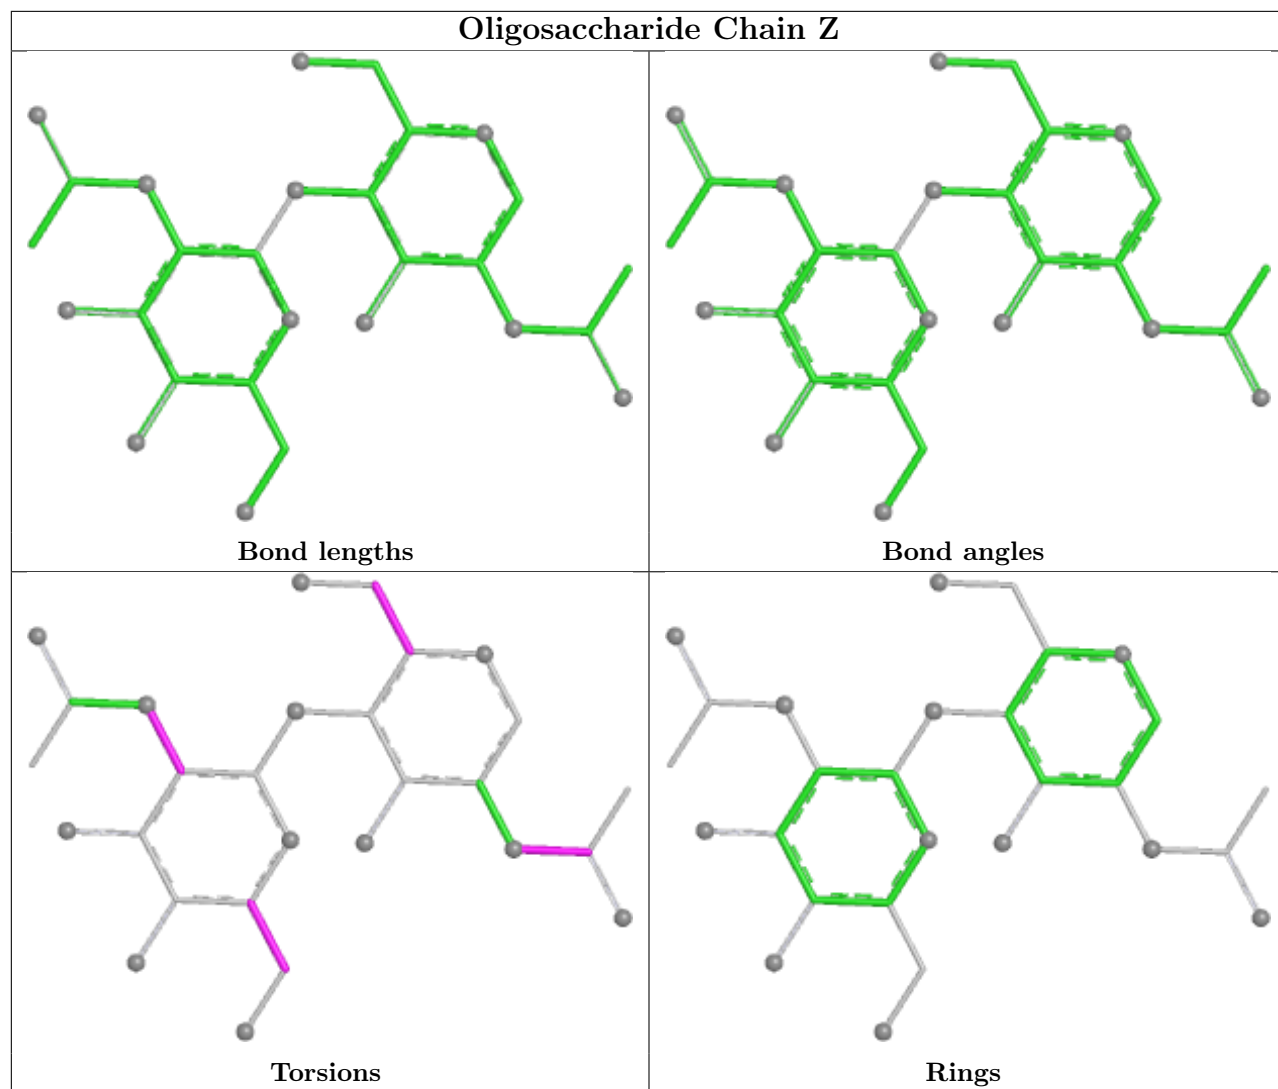 Oligosaccharide Chain Z
Bond lengths
Bond angles
Torsions
Rings